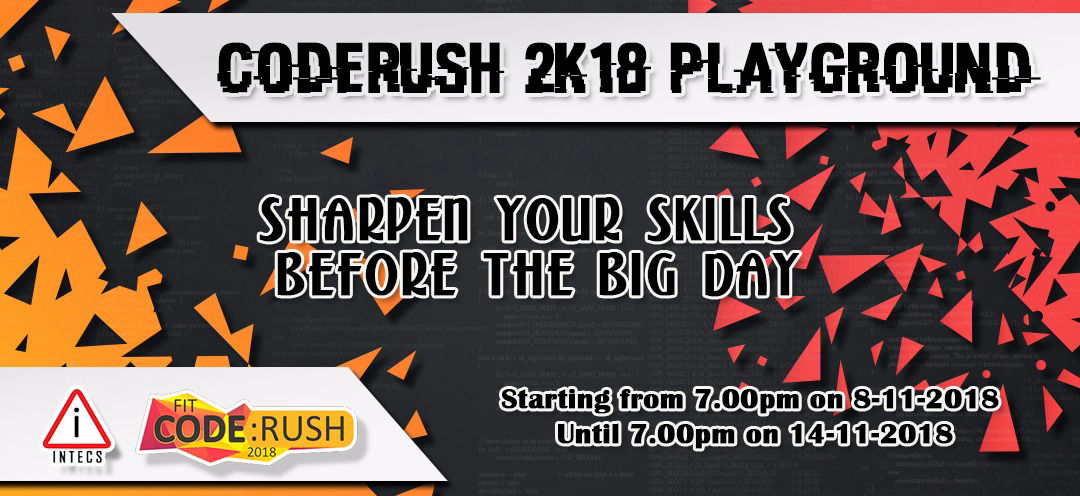 CODERUSH 2K18 PLAYGROUND
SHARPEN YOUR SKILLS
BEFORE THE BIG DAY
Starting from 7.00pm on 8-11-2018
Until 7.00pm on 14-11-2018
i
INTECS
FIT
CODE:RUSH
2018